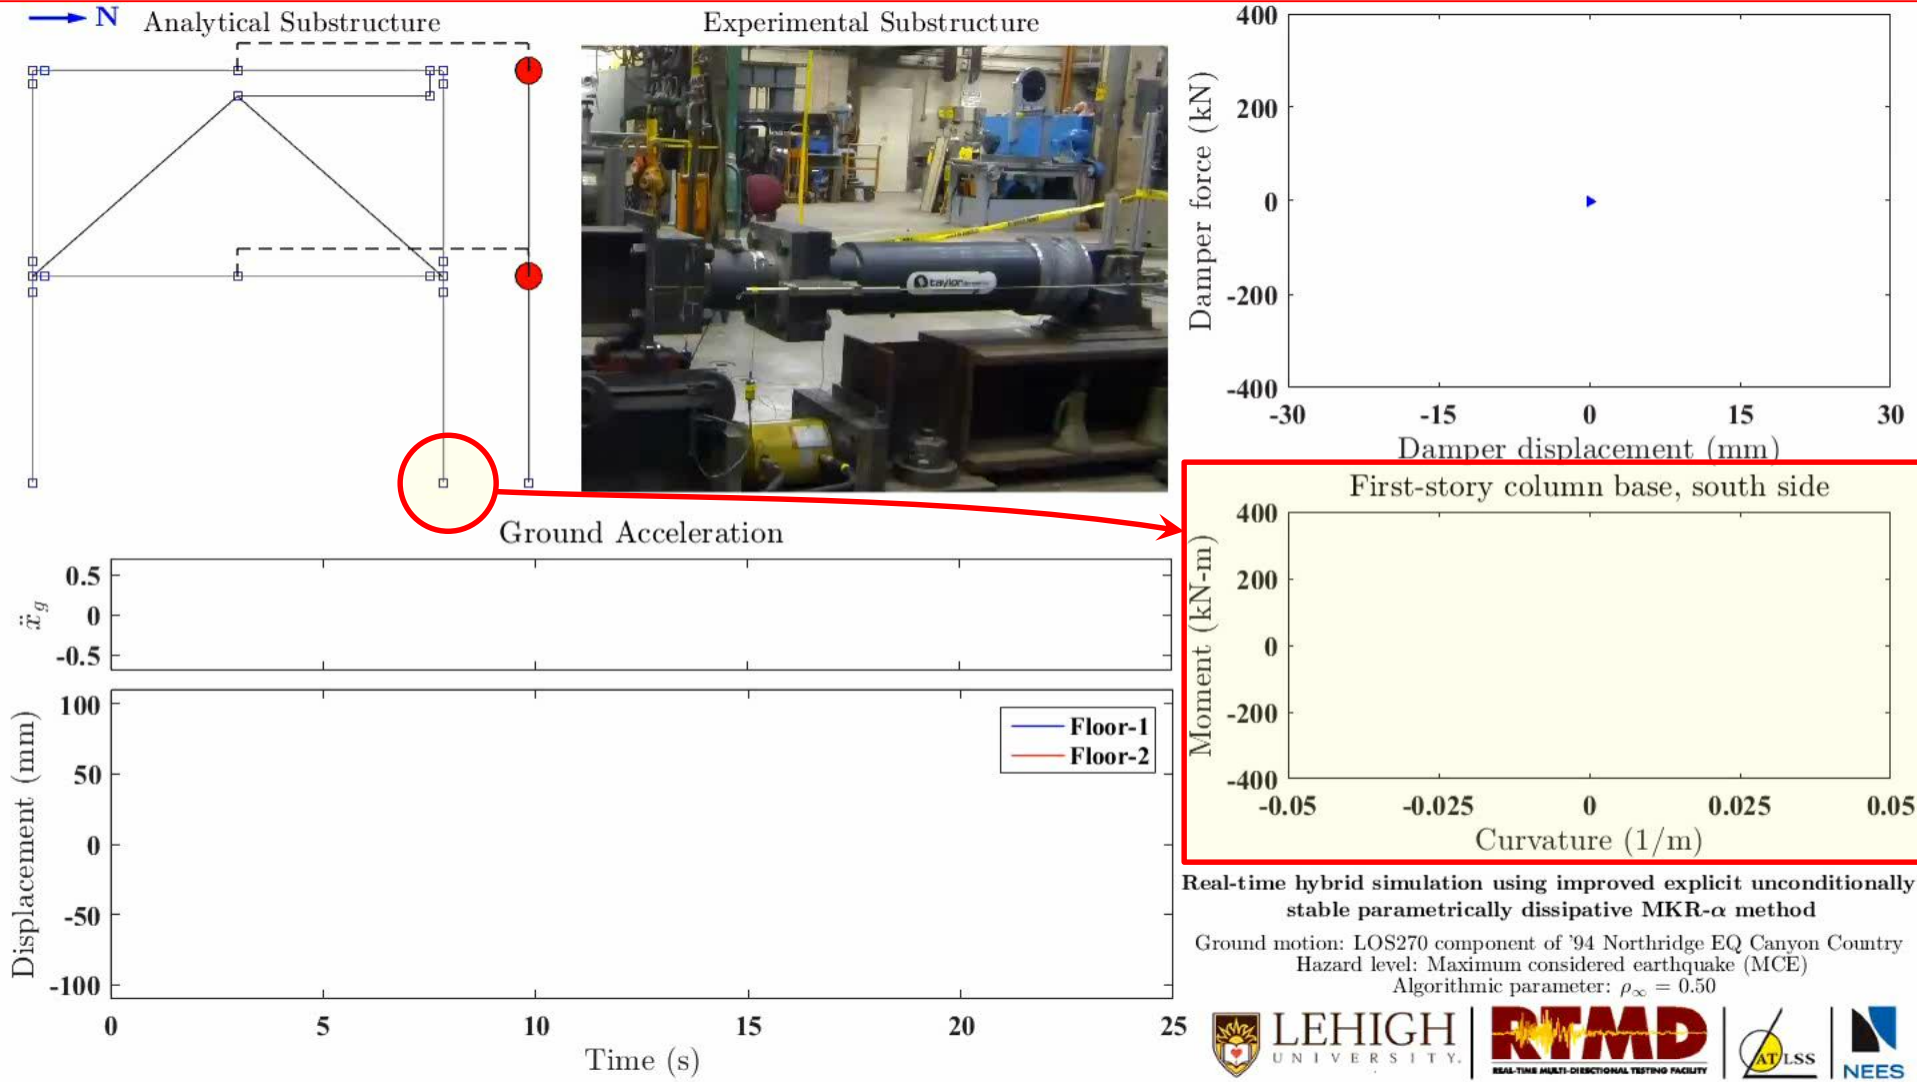 N
Analytical Substructure
Experimental Substructure
taylor
400
200
0
-200
-400
Damper force (kN)
-30 -15 0 15 30
Damper displacement (mm)
First-story column base, south side
400
200
0
-200
-400
Moment (kN-m)
-0.05 -0.025 0 0.025 0.05
Curvature (1/m)
Ground Acceleration
0.5
0
-0.5
ẍg
100
50
0
-50
-100
Displacement (mm)
Floor-1
Floor-2
0 5 10 15 20 25
Time (s)
Real-time hybrid simulation using improved explicit unconditionally
stable parametrically dissipative MKR-α method
Ground motion: LOS270 component of '94 Northridge EQ Canyon Country
Hazard level: Maximum considered earthquake (MCE)
Algorithmic parameter: ρ∞ = 0.50
LEHIGH
UNIVERSITY.
RTMD
REAL-TIME MULTI-DIRECTIONAL TESTING FACILITY
ATLSS
NEES